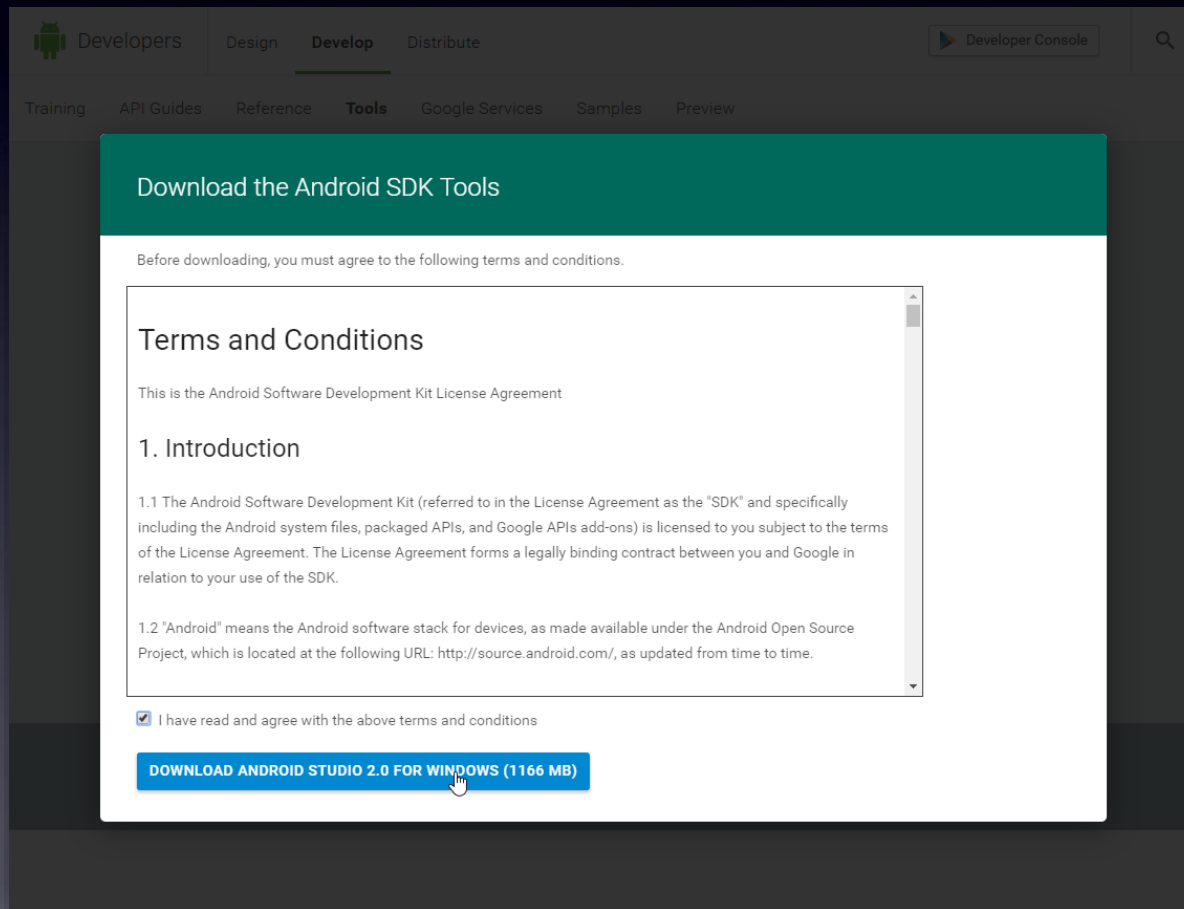 Developers Design Develop Distribute Developer Console
Training API Guides Reference Tools Google Services Samples Preview
Download the Android SDK Tools
Before downloading, you must agree to the following terms and conditions.
Terms and Conditions
This is the Android Software Development Kit License Agreement
1. Introduction
1.1 The Android Software Development Kit (referred to in the License Agreement as the "SDK" and specifically
including the Android system files, packaged APIs, and Google APIs add-ons) is licensed to you subject to the terms
of the License Agreement. The License Agreement forms a legally binding contract between you and Google in
relation to your use of the SDK.
1.2 "Android" means the Android software stack for devices, as made available under the Android Open Source
Project, which is located at the following URL: http://source.android.com/, as updated from time to time.
I have read and agree with the above terms and conditions
DOWNLOAD ANDROID STUDIO 2.0 FOR WINDOWS (1166 MB)